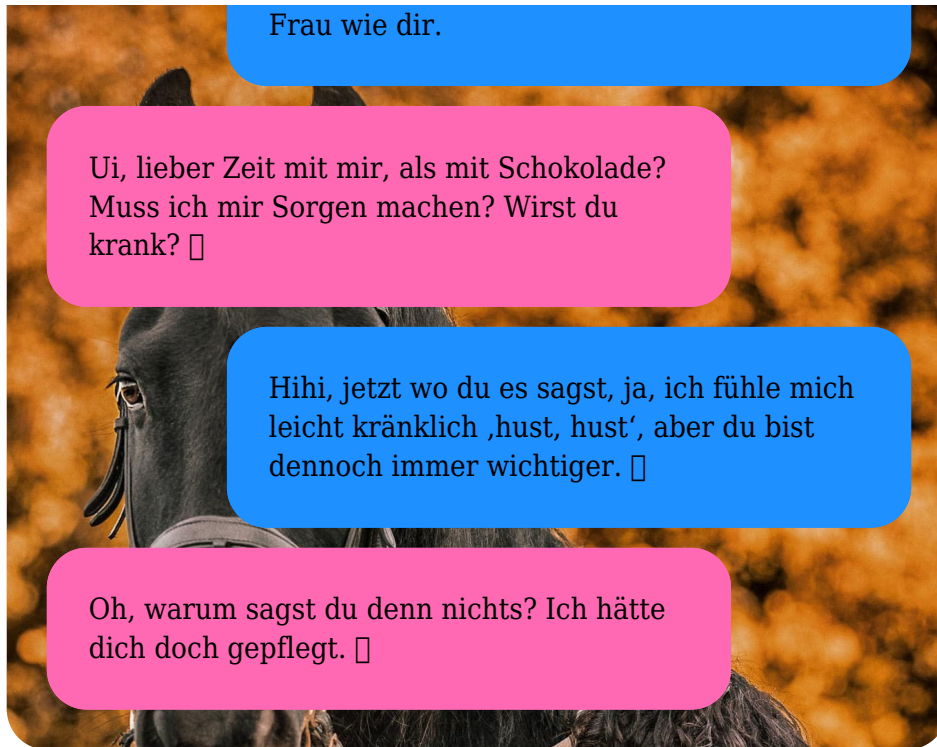 Frau wie dir.
Ui, lieber Zeit mit mir, als mit Schokolade?
Muss ich mir Sorgen machen? Wirst du
krank? 
Hihi, jetzt wo du es sagst, ja, ich fühle mich
leicht kränklich ‚hust, hust‘, aber du bist
dennoch immer wichtiger. 
Oh, warum sagst du denn nichts? Ich hätte
dich doch gepflegt.